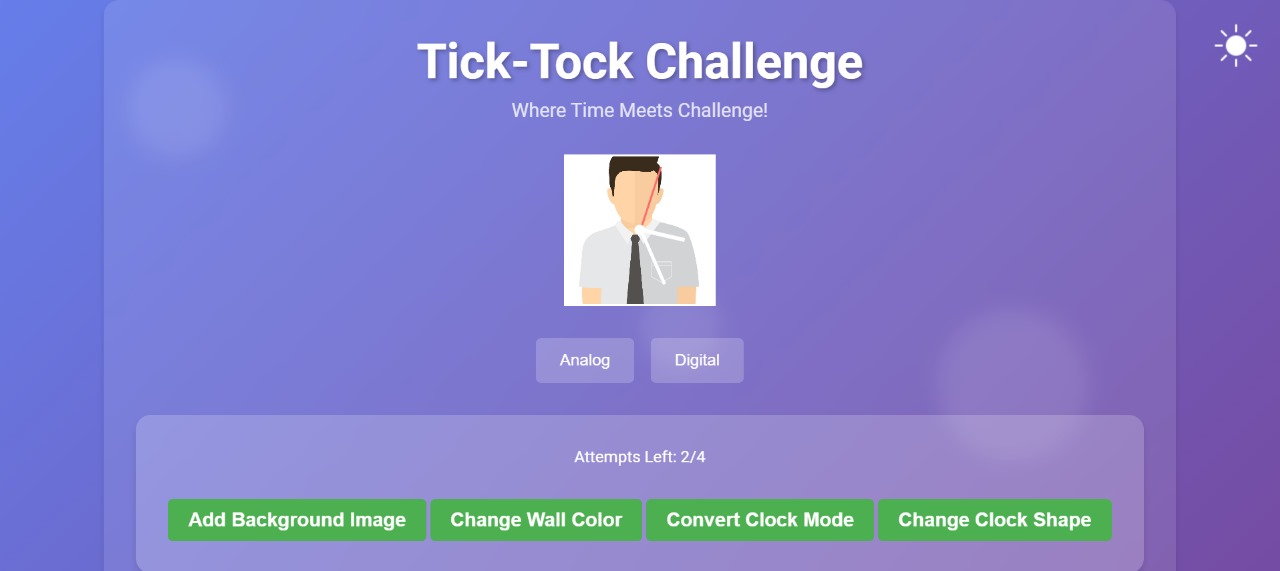 Tick-Tock Challenge
Where Time Meets Challenge!
Analog Digital
Attempts Left: 2/4
Add Background Image Change Wall Color Convert Clock Mode Change Clock Shape